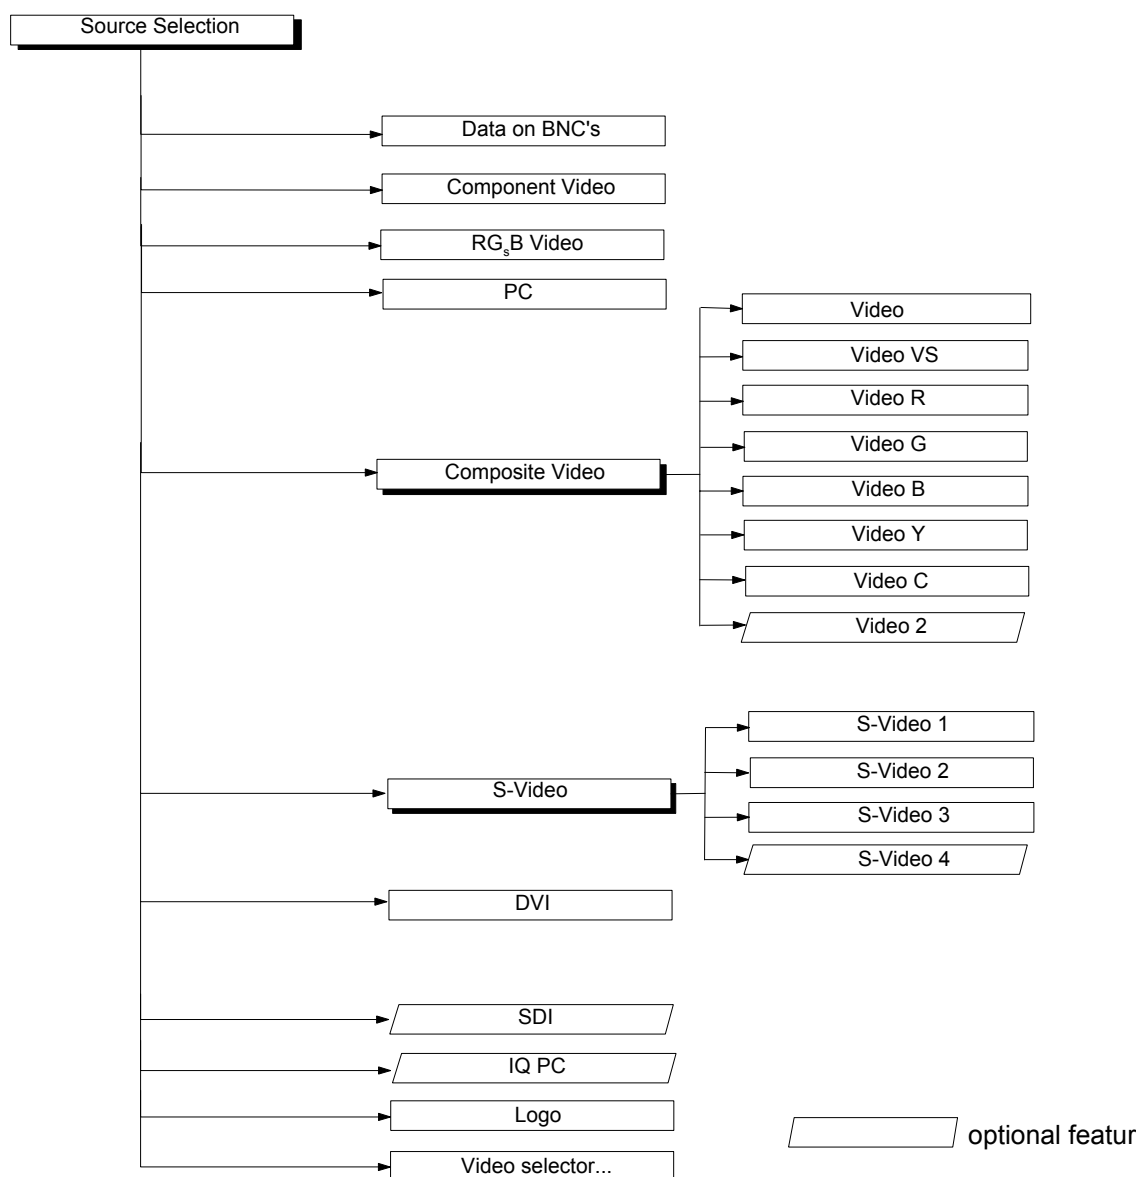 Source Selection
Data on BNC's
Component Video
RGsB Video
PC
Composite Video
Video
Video VS
Video R
Video G
Video B
Video Y
Video C
Video 2
S-Video
S-Video 1
S-Video 2
S-Video 3
S-Video 4
DVI
SDI
IQ PC
Logo
Video selector...
optional featur